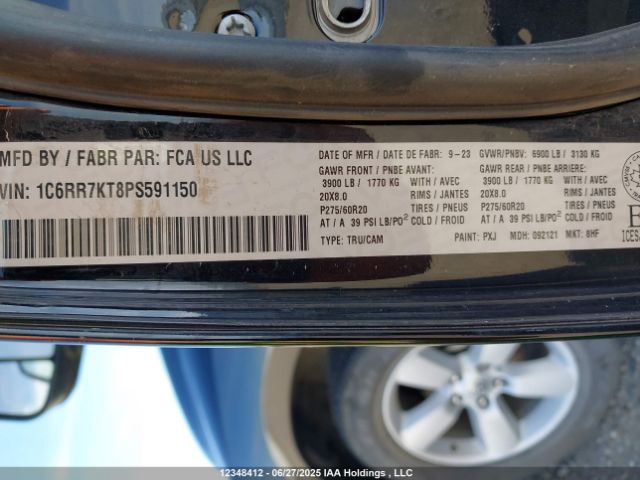 MFD BY / FABR PAR: FCA US LLC
VIN: 1C6RR7KT8PS591150
DATE OF MFR / DATE DE FABR: 9-23 GVWR/PNBV: 6900 LB / 3130 KG
GAWR FRONT / PNBE AVANT: GAWR REAR / PNBE ARRIERE:
3900 LB / 1770 KG WITH / AVEC 3900 LB / 1770 KG WITH / AVEC
20X8.0 RIMS / JANTES 20X8.0 RIMS / JANTES
P275/60R20 TIRES / PNEUS P275/60R20 TIRES / PNEUS
AT / A 39 PSI LB/PO² COLD / FROID AT / A 39 PSI LB/PO² COLD / FROID
TYPE: TRU/CAM PAINT: PXJ MDH: 092121 MKT: 8HF
12348412 - 06/27/2025 IAA Holdings , LLC